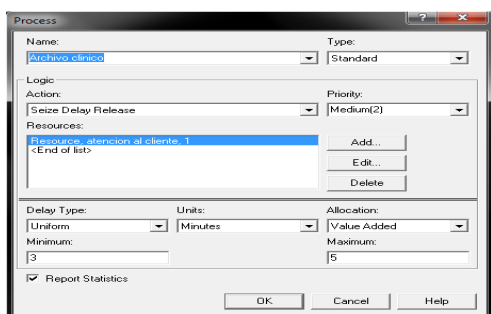 Process
Name: Type:
Archivo clinico Standard
Logic
Action: Priority:
Seize Delay Release Medium(2)
Resources:
Resource, atencion al cliente, 1
<End of list>
Add...
Edit...
Delete
Delay Type: Units: Allocation:
Uniform Minutes Value Added
Minimum: Maximum:
3 5
Report Statistics
OK Cancel Help